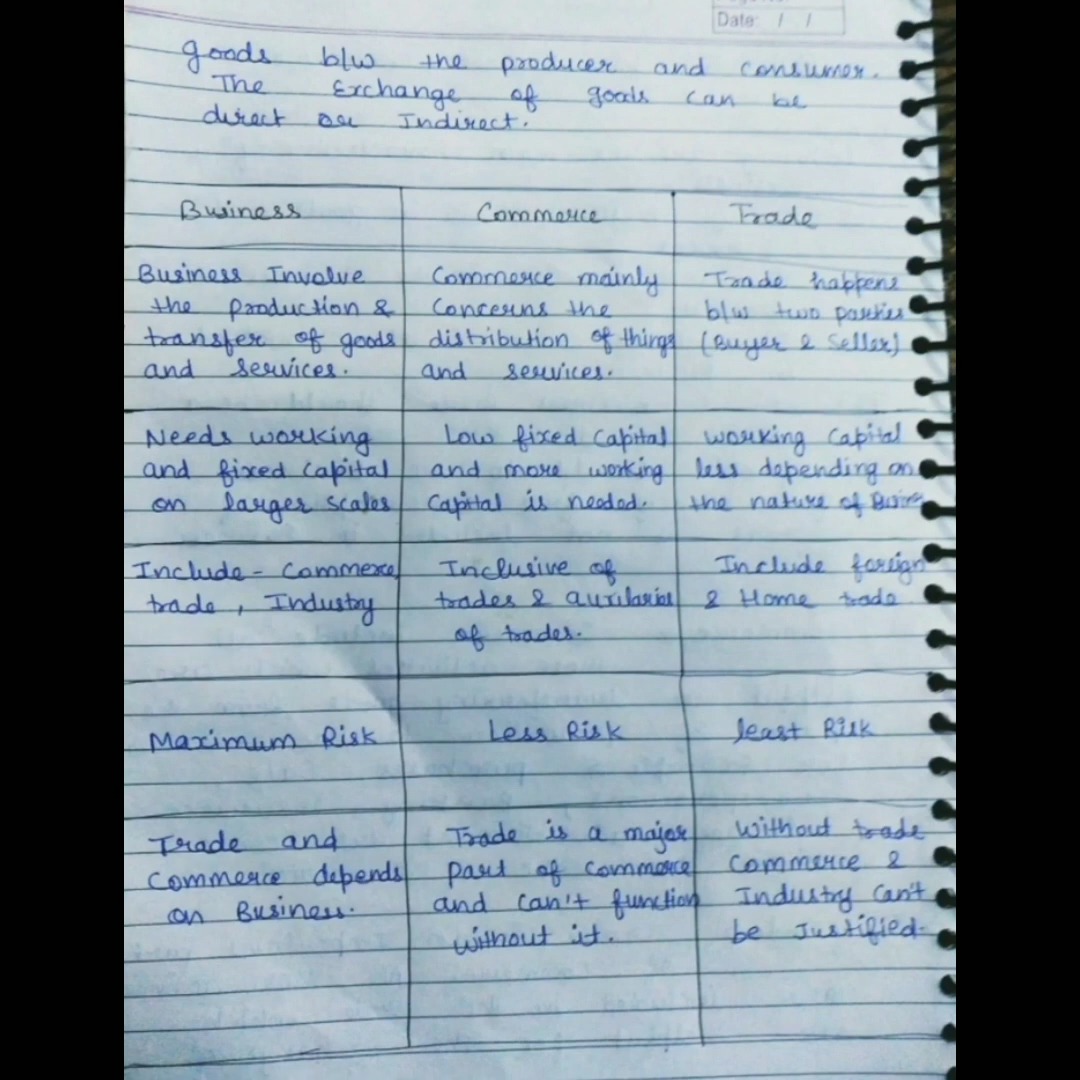 Date: / /
goods b/w the producer and consumer.
The Exchange of goods can be
direct or Indirect.
Business
Commerce
Trade
Business Involve
the production &
transfer of goods
and services.
Commerce mainly
Concerns the
distribution of things
and services.
Trade happens
b/w two parties
(Buyer & Seller)
Needs working
and fixed capital
on larger scales
Low fixed capital
and more working
Capital is needed.
working Capital
less depending on
the nature of
Include - Commerce,
trade, Industry
Inclusive of
trades & auxilaries
of trades.
Include foreign
& Home trade
Maximum Risk
Less Risk
least Risk
Trade and
Commerce depends
on Business.
Trade is a major
part of commerce
and can't function
without it.
Without trade
Commerce &
Industry can't
be Justified.